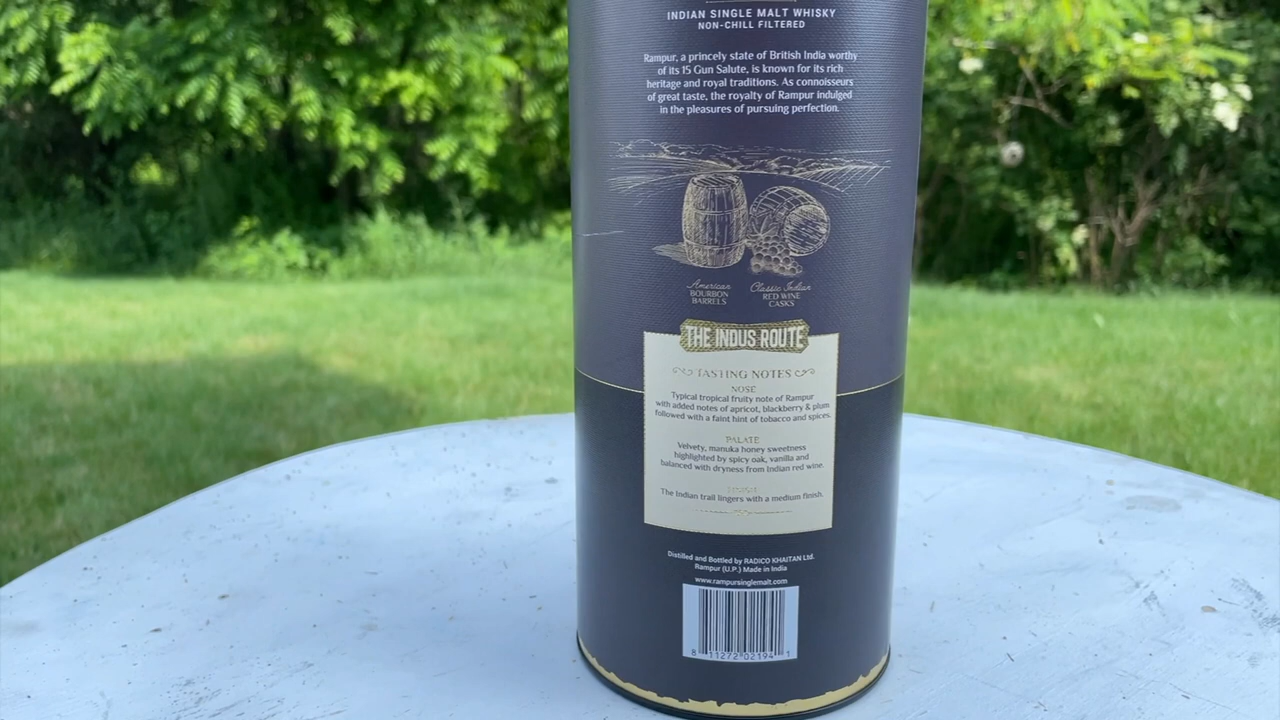 INDIAN SINGLE MALT WHISKY
NON-CHILL FILTERED
Rampur, a princely state of British India worthy
of its 15 Gun Salute, is known for its rich
heritage and royal traditions. As connoisseurs
of great taste, the royalty of Rampur indulged
in the pleasures of pursuing perfection.
American
BOURBON
BARRELS
Classic Indian
RED WINE
CASKS
THE INDUS ROUTE
TASTING NOTES
NOSE
Typical tropical fruity note of Rampur
with added notes of apricot, blackberry & plum
followed with a faint hint of tobacco and spices.
PALATE
Velvety, manuka honey sweetness
highlighted by spicy oak, vanilla and
balanced with dryness from Indian red wine.
The Indian trail lingers with a medium finish.
Distilled and Bottled by RADICO KHAITAN Ltd.
Rampur (U.P.) Made in India
www.rampursinglemalt.com
8 11272 02194 1